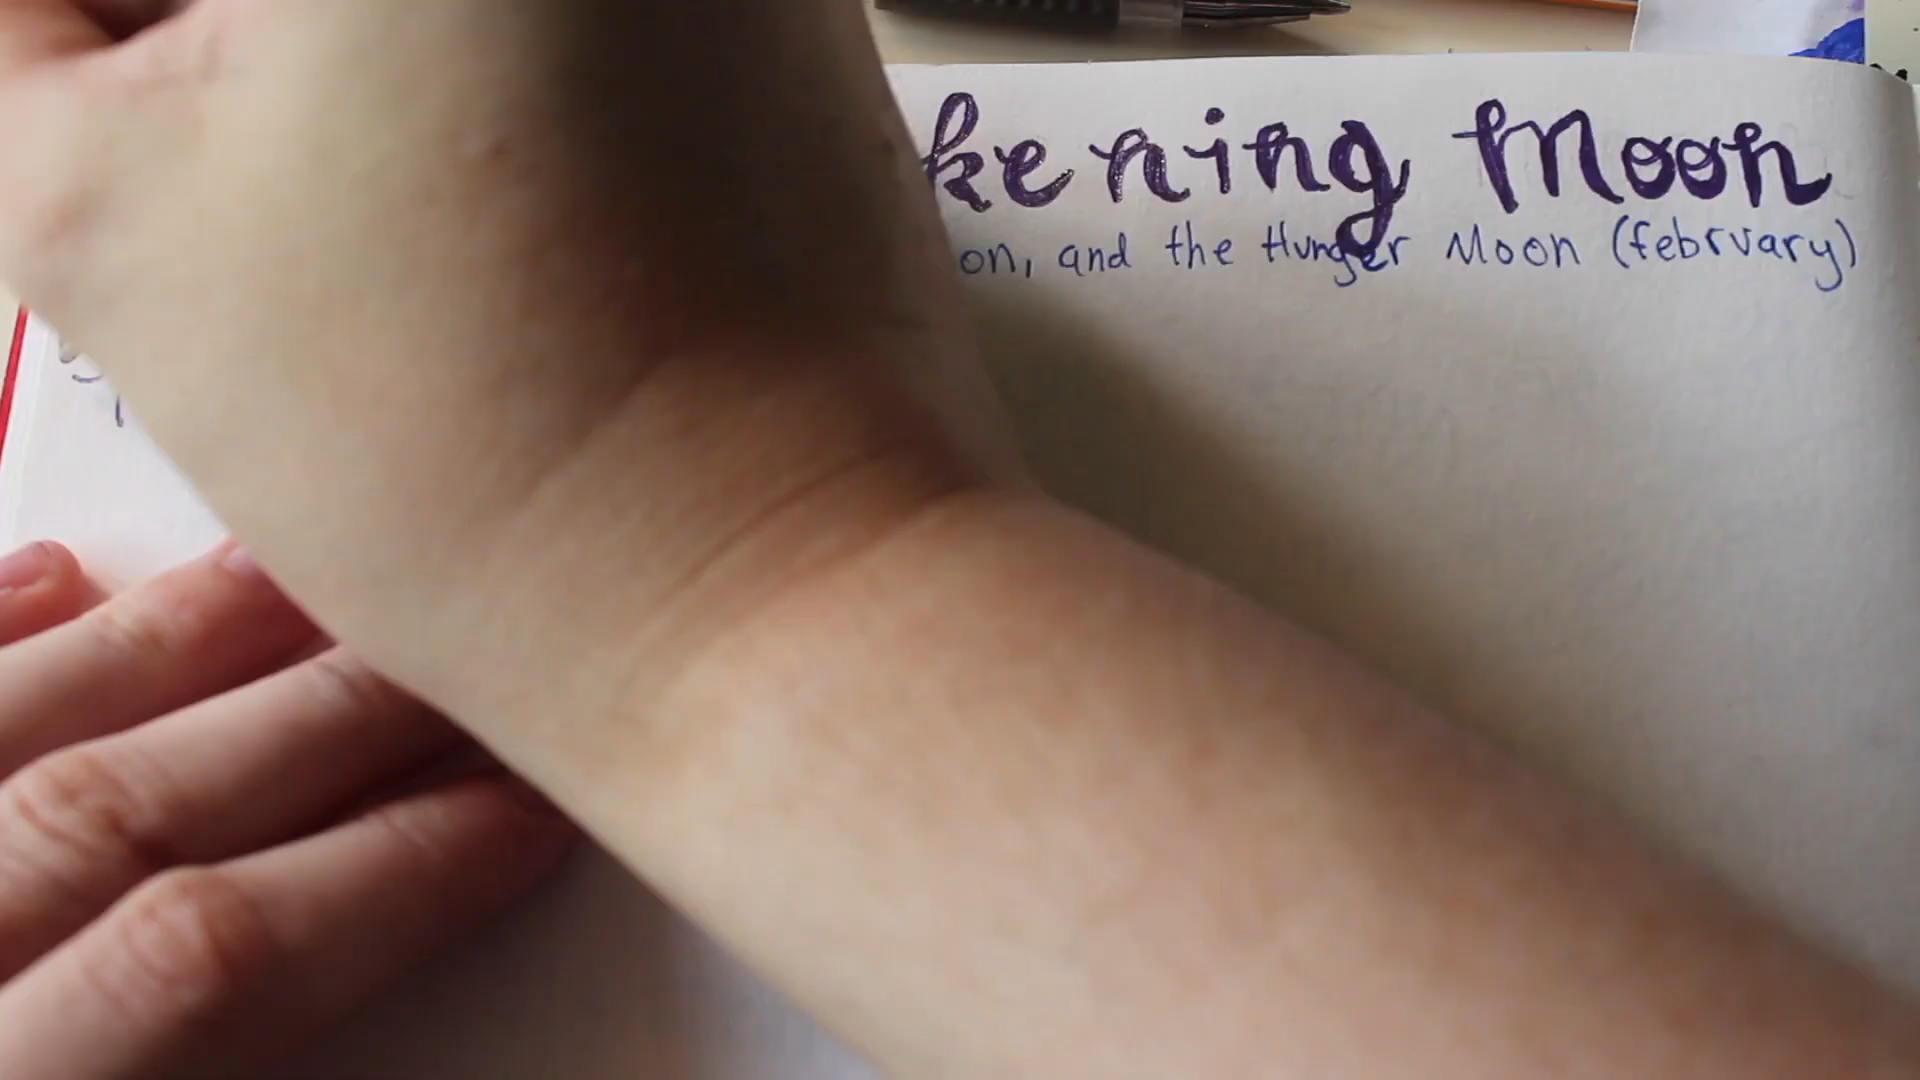 kening Moon
on, and the Hunger Moon (february)